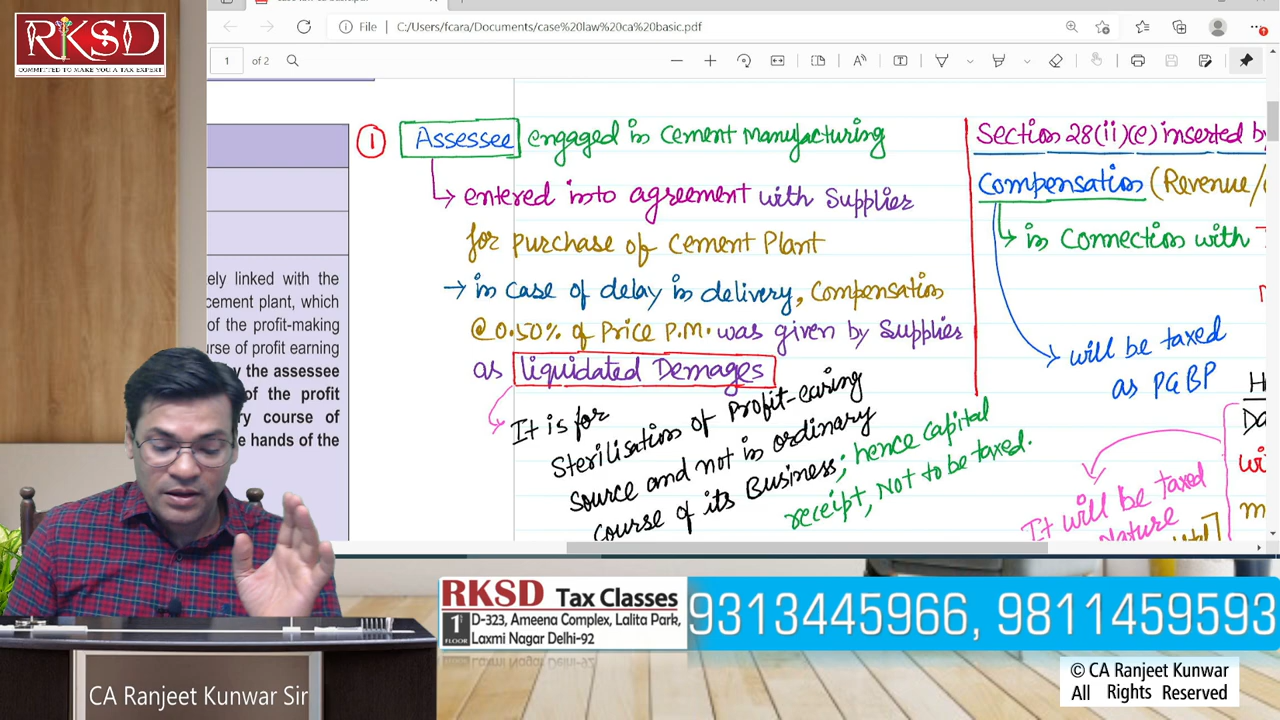 RKSD
COMMITTED TO MAKE YOU A TAX EXPERT
File C:/Users/fcara/Documents/case%20law%20ca%20basic.pdf
1 of 2
ely linked with the
cement plant, which
of the profit-making
rse of profit earning
the assessee
of the profit
ry course of
e hands of the
1 Assessee engaged in Cement Manufacturing
entered into agreement with Supplier
for purchase of Cement Plant
→ in case of delay in delivery, Compensation
@0.50% of Price P.M. was given by Supplier
as liquidated Demages
It is for
Sterilisation of Profit-earing
source and not in ordinary
course of its Business; hence capital
receipt, Not to be taxed.
Section 28(ii)(e) inserted by
Compensation (Revenue/
in Connection with
will be taxed
as PGBP
It will be taxed
Nature
RKSD Tax Classes
1st FLOOR D-323, Ameena Complex, Lalita Park,
Laxmi Nagar Delhi-92
9313445966, 9811459593
CA Ranjeet Kunwar Sir
© CA Ranjeet Kunwar
All Rights Reserved